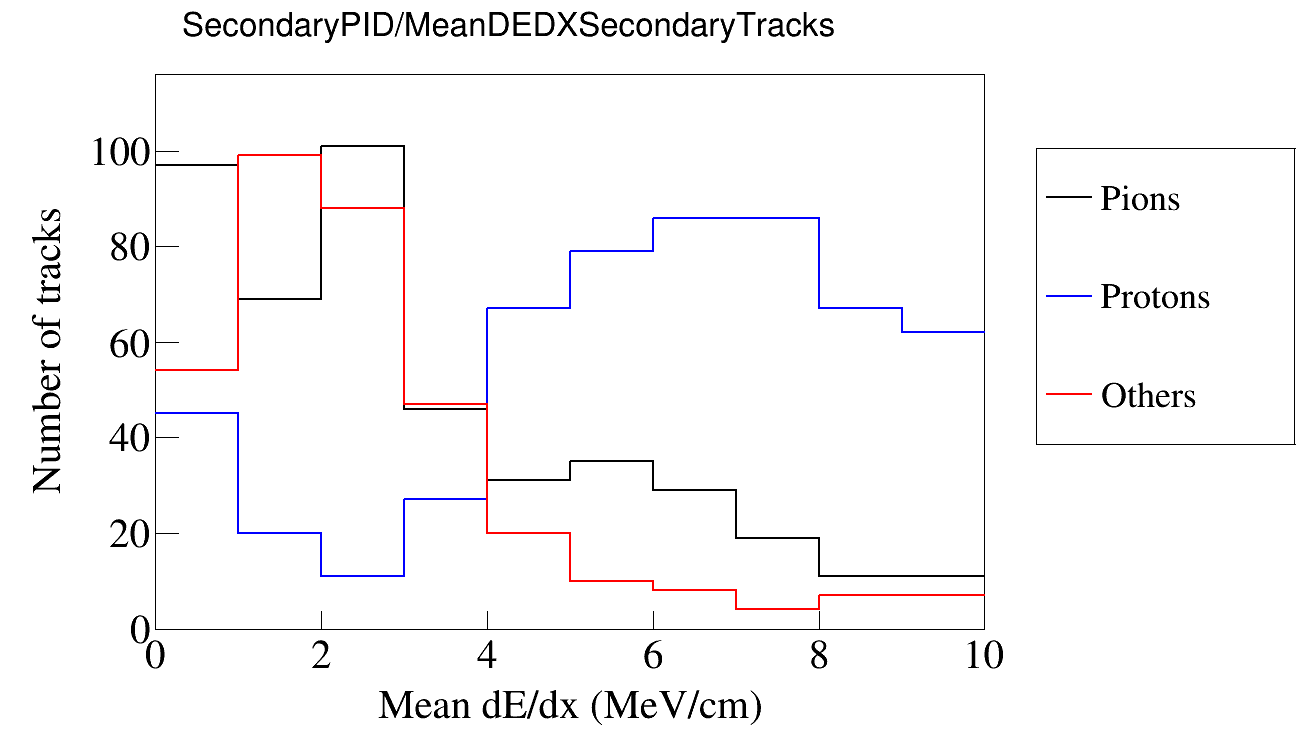 SecondaryPID/MeanDEDXSecondaryTracks
100
80
60
40
20
0
Number of tracks
0 2 4 6 8 10
Mean dE/dx (MeV/cm)
Pions
Protons
Others